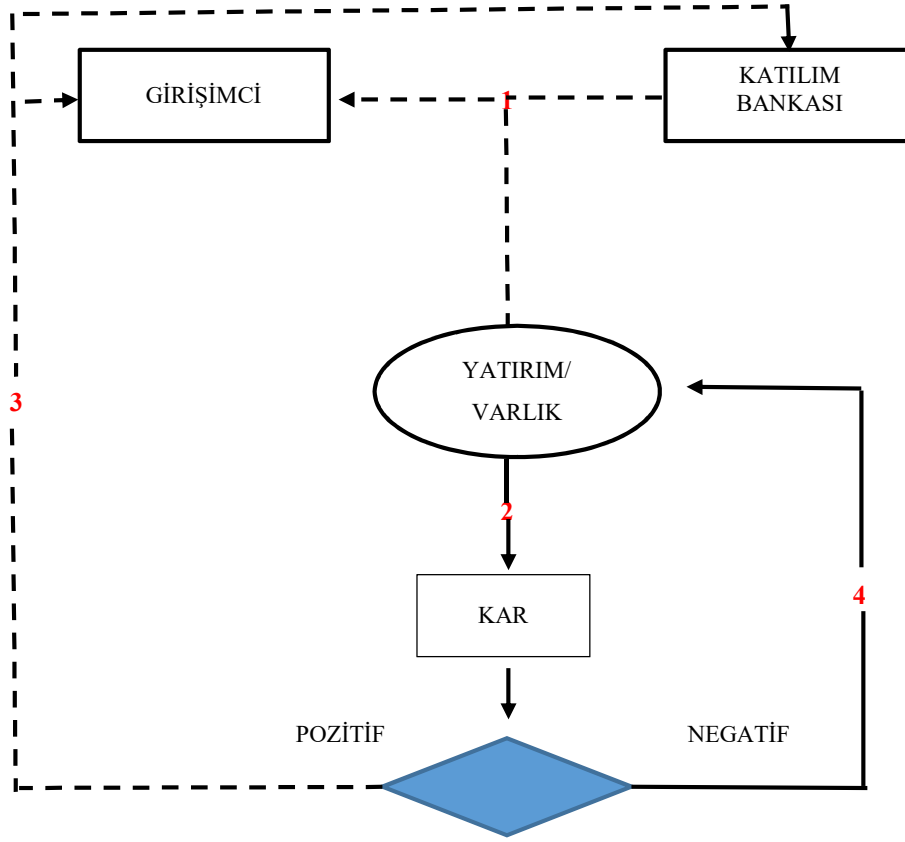 GİRİŞİMCİ
KATILIM
BANKASI
1
YATIRIM/
VARLIK
3
2
4
KAR
POZİTİF
NEGATİF